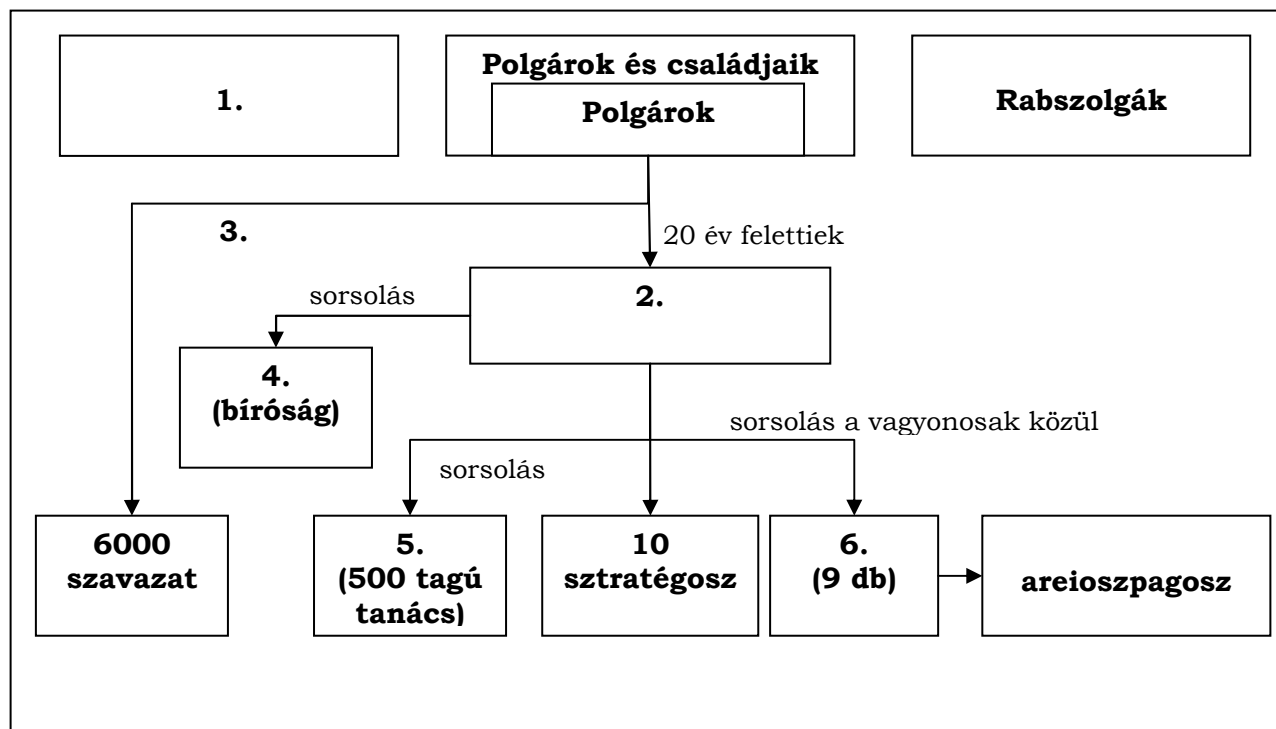 1.
Polgárok és családjaik
Polgárok
Rabszolgák
3.
20 év felettiek
2.
sorsolás
4.
(bíróság)
sorsolás a vagyonosak közül
sorsolás
6000
szavazat
5.
(500 tagú
tanács)
10
sztratégosz
6.
(9 db)
areioszpagosz